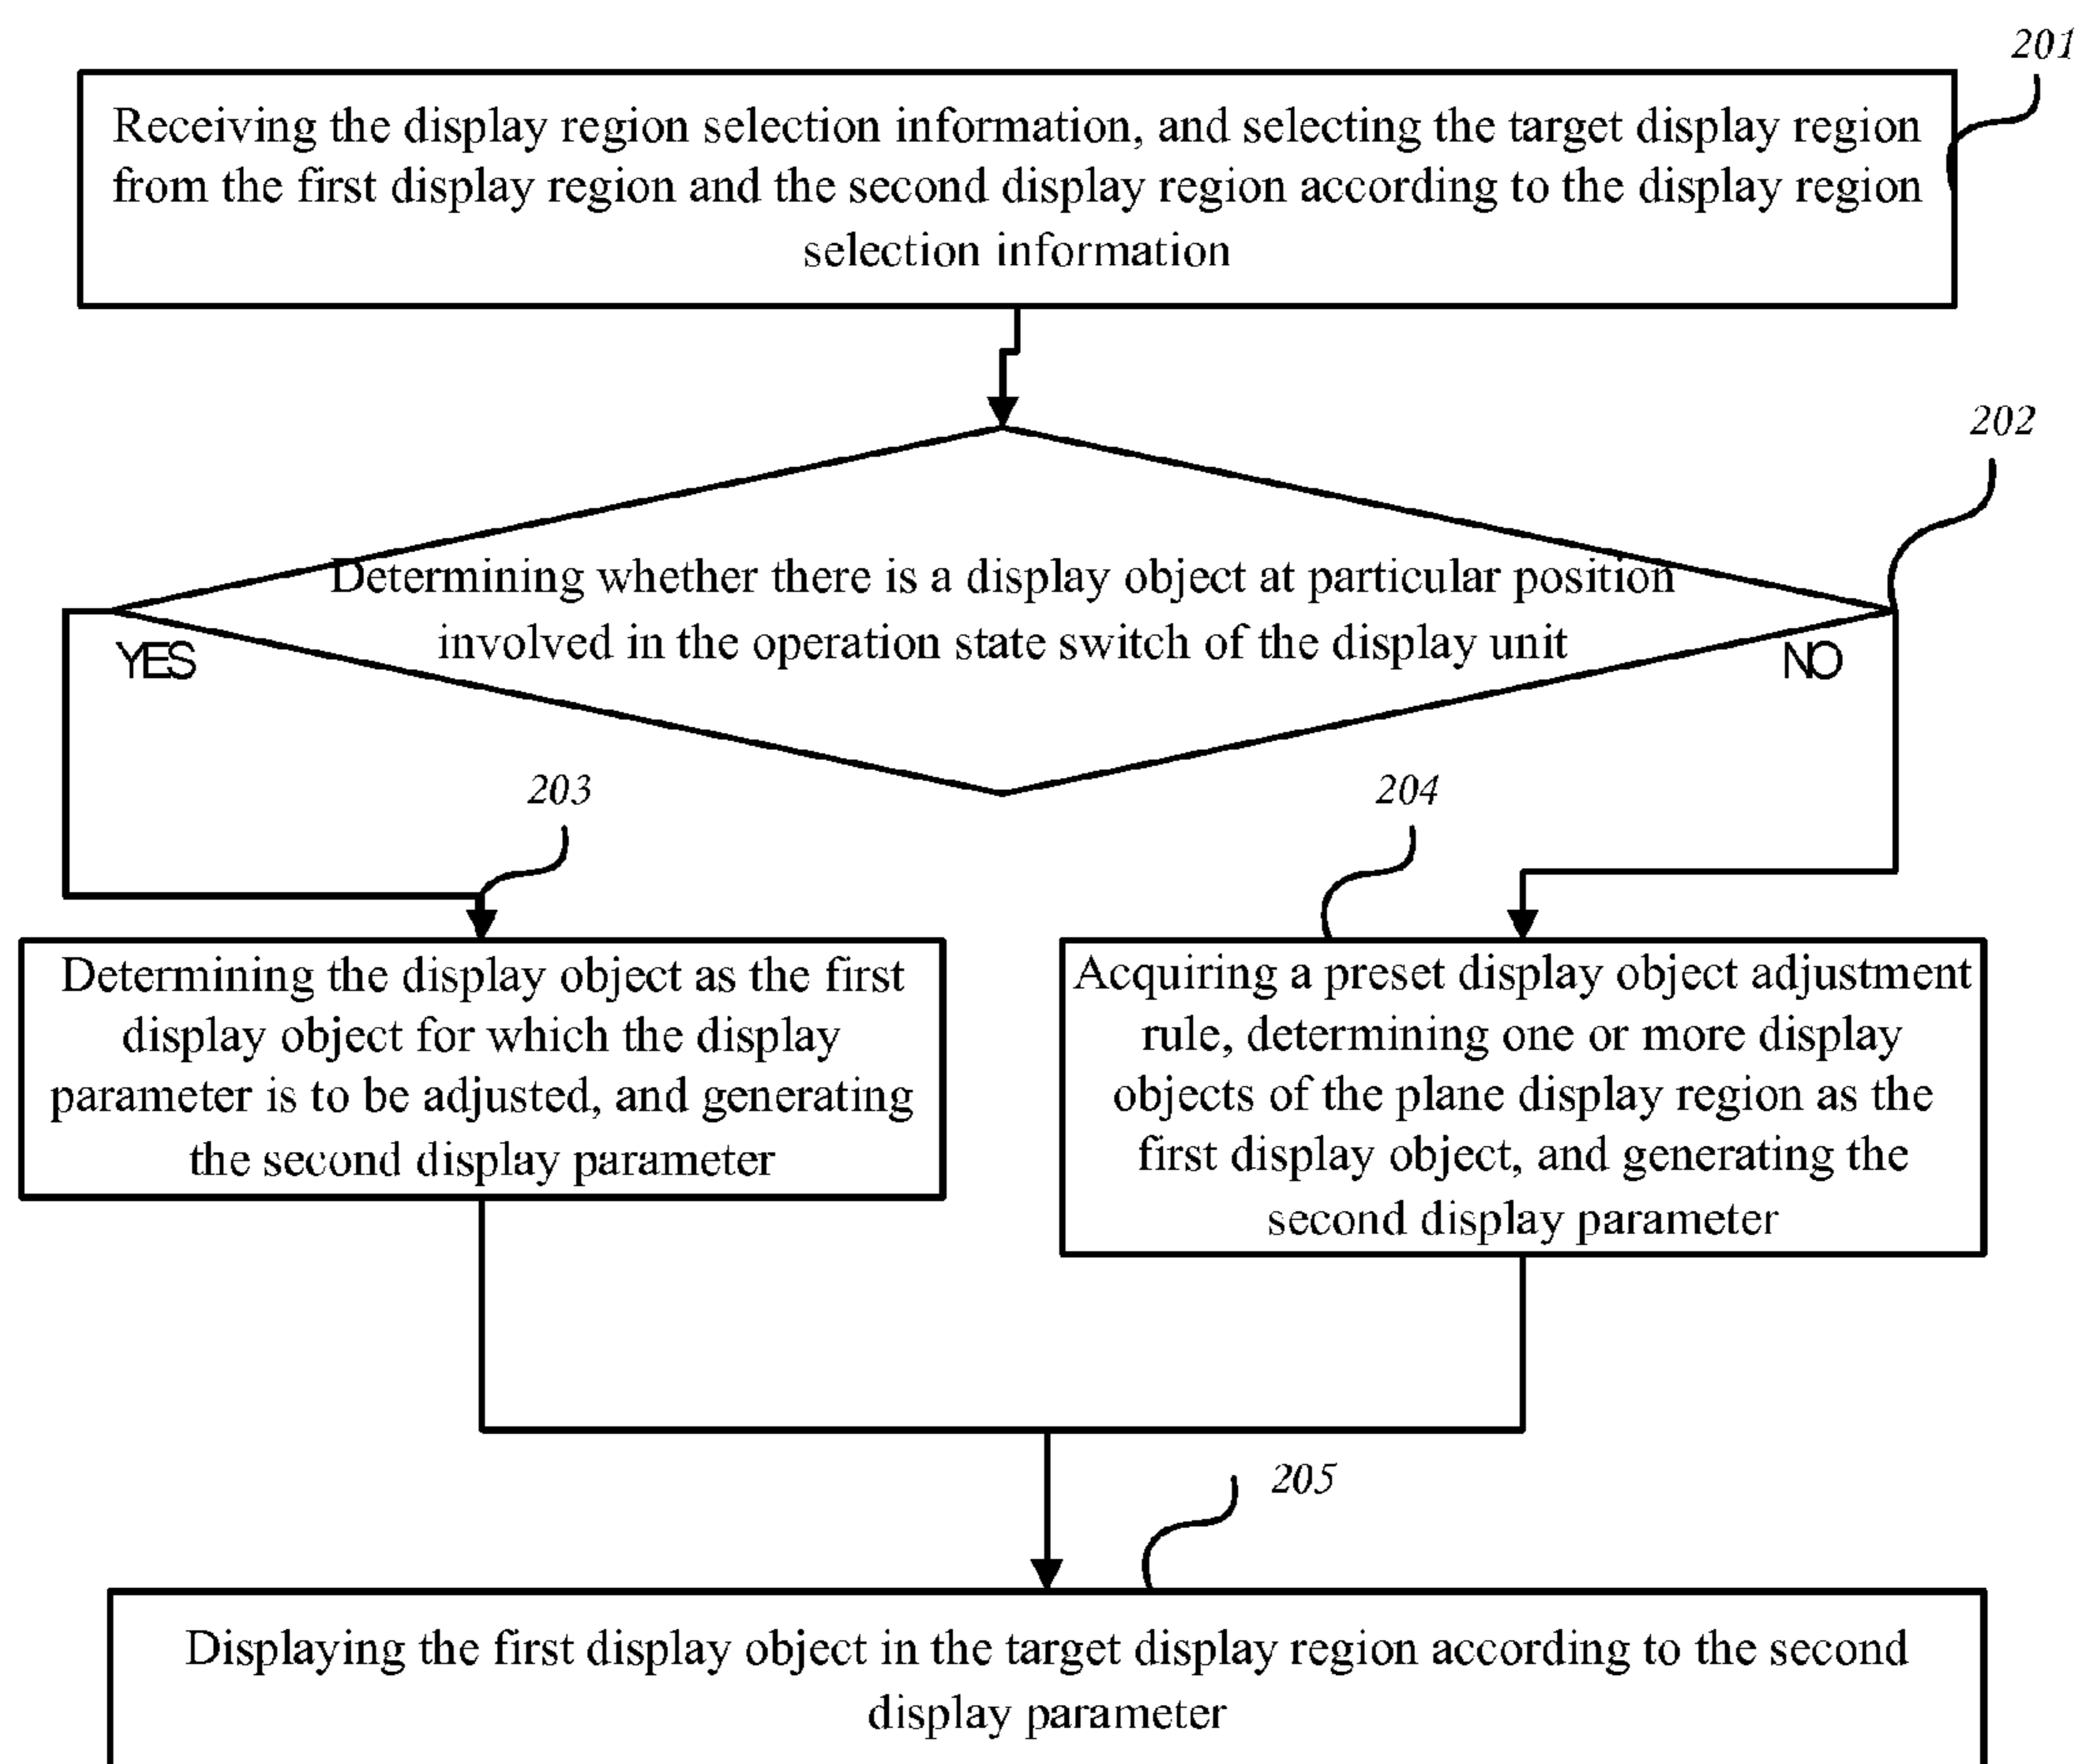 201
Receiving the display region selection information, and selecting the target display region
from the first display region and the second display region according to the display region
selection information
202
Determining whether there is a display object at particular position
involved in the operation state switch of the display unit
YES
NO
203
204
Determining the display object as the first
display object for which the display
parameter is to be adjusted, and generating
the second display parameter
Acquiring a preset display object adjustment
rule, determining one or more display
objects of the plane display region as the
first display object, and generating the
second display parameter
205
Displaying the first display object in the target display region according to the second
display parameter